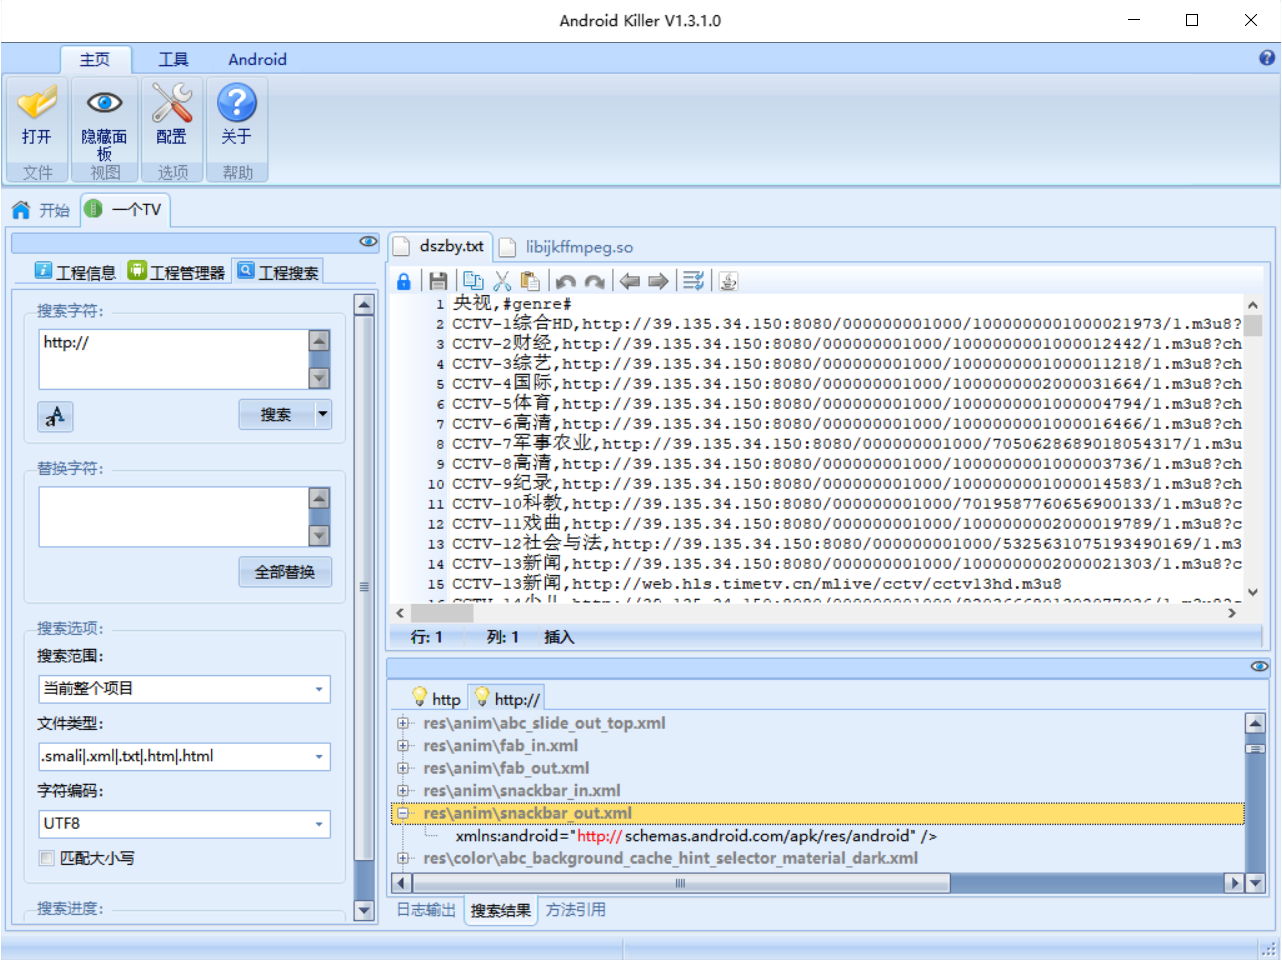 Android Killer V1.3.1.0
主页 工具 Android
打开 隐藏面板 配置 关于
文件 视图 选项 帮助
开始 一个TV
工程信息 工程管理器 工程搜索
搜索字符:
http://
搜索
替换字符:
全部替换
搜索选项:
搜索范围:
当前整个项目
文件类型:
.smali|.xml|.txt|.htm|.html
字符编码:
UTF8
匹配大小写
搜索进度:
dszby.txt libijkffmpeg.so
1 央视,#genre#
2 CCTV-1综合HD,http://39.135.34.150:8080/000000001000/1000000001000021973/1.m3u8?
3 CCTV-2财经,http://39.135.34.150:8080/000000001000/1000000001000012442/1.m3u8?ch
4 CCTV-3综艺,http://39.135.34.150:8080/000000001000/1000000001000011218/1.m3u8?ch
5 CCTV-4国际,http://39.135.34.150:8080/000000001000/1000000002000031664/1.m3u8?ch
6 CCTV-5体育,http://39.135.34.150:8080/000000001000/1000000001000004794/1.m3u8?ch
7 CCTV-6高清,http://39.135.34.150:8080/000000001000/1000000001000016466/1.m3u8?ch
8 CCTV-7军事农业,http://39.135.34.150:8080/000000001000/7050628689018054317/1.m3u
9 CCTV-8高清,http://39.135.34.150:8080/000000001000/1000000001000003736/1.m3u8?ch
10 CCTV-9纪录,http://39.135.34.150:8080/000000001000/1000000001000014583/1.m3u8?ch
11 CCTV-10科教,http://39.135.34.150:8080/000000001000/7019587760656900133/1.m3u8?c
12 CCTV-11戏曲,http://39.135.34.150:8080/000000001000/1000000002000019789/1.m3u8?c
13 CCTV-12社会与法,http://39.135.34.150:8080/000000001000/5325631075193490169/1.m3
14 CCTV-13新闻,http://39.135.34.150:8080/000000001000/1000000002000021303/1.m3u8?c
15 CCTV-13新闻,http://web.hls.timetv.cn/mlive/cctv/cctv13hd.m3u8
行: 1 列: 1 插入
http http://
res\anim\abc_slide_out_top.xml
res\anim\fab_in.xml
res\anim\fab_out.xml
res\anim\snackbar_in.xml
res\anim\snackbar_out.xml
xmlns:android="http://schemas.android.com/apk/res/android" />
res\color\abc_background_cache_hint_selector_material_dark.xml
日志输出 搜索结果 方法引用